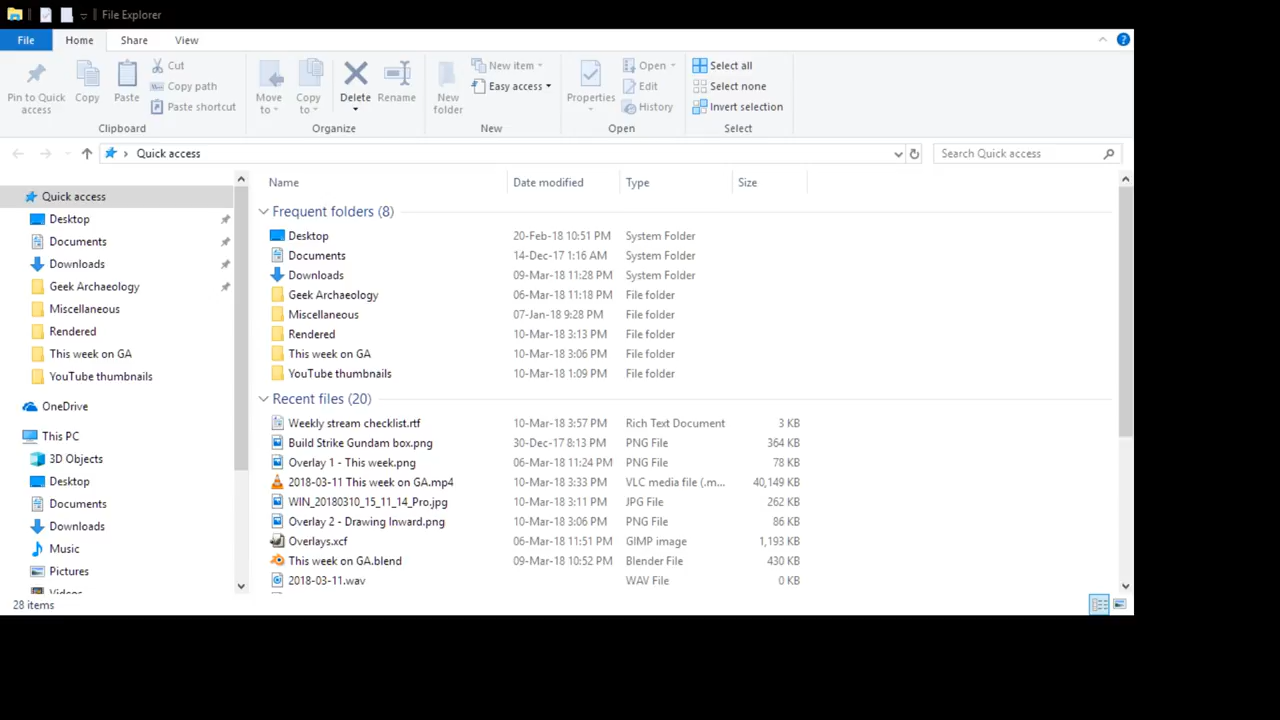 File Explorer
File Home Share View
Pin to Quick access
Copy
Paste
Cut
Copy path
Paste shortcut
Clipboard
Move to
Copy to
Delete
Rename
Organize
New folder
New item
Easy access
New
Properties
Open
Edit
History
Open
Select all
Select none
Invert selection
Select
Quick access
Search Quick access
Quick access
Desktop
Documents
Downloads
Geek Archaeology
Miscellaneous
Rendered
This week on GA
YouTube thumbnails
OneDrive
This PC
3D Objects
Desktop
Documents
Downloads
Music
Pictures
Videos
Name Date modified Type Size
Frequent folders (8)
Desktop 20-Feb-18 10:51 PM System Folder
Documents 14-Dec-17 1:16 AM System Folder
Downloads 09-Mar-18 11:28 PM System Folder
Geek Archaeology 06-Mar-18 11:18 PM File folder
Miscellaneous 07-Jan-18 9:28 PM File folder
Rendered 10-Mar-18 3:13 PM File folder
This week on GA 10-Mar-18 3:06 PM File folder
YouTube thumbnails 10-Mar-18 1:09 PM File folder
Recent files (20)
Weekly stream checklist.rtf 10-Mar-18 3:57 PM Rich Text Document 3 KB
Build Strike Gundam box.png 30-Dec-17 8:13 PM PNG File 364 KB
Overlay 1 - This week.png 06-Mar-18 11:24 PM PNG File 78 KB
2018-03-11 This week on GA.mp4 10-Mar-18 3:33 PM VLC media file (.m... 40,149 KB
WIN_20180310_15_11_14_Pro.jpg 10-Mar-18 3:11 PM JPG File 262 KB
Overlay 2 - Drawing Inward.png 10-Mar-18 3:06 PM PNG File 86 KB
Overlays.xcf 06-Mar-18 11:51 PM GIMP image 1,193 KB
This week on GA.blend 09-Mar-18 10:52 PM Blender File 430 KB
2018-03-11.wav WAV File 0 KB
28 items